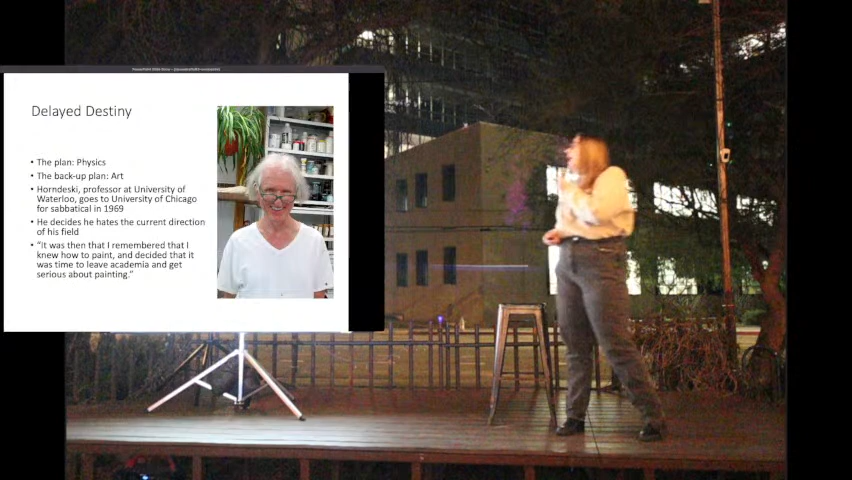 Delayed Destiny
• The plan: Physics
• The back-up plan: Art
• Horndeski, professor at University of
Waterloo, goes to University of Chicago
for sabbatical in 1969
• He decides he hates the current direction
of his field
• “It was then that I remembered that I
knew how to paint, and decided that it
was time to leave academia and get
serious about painting.”